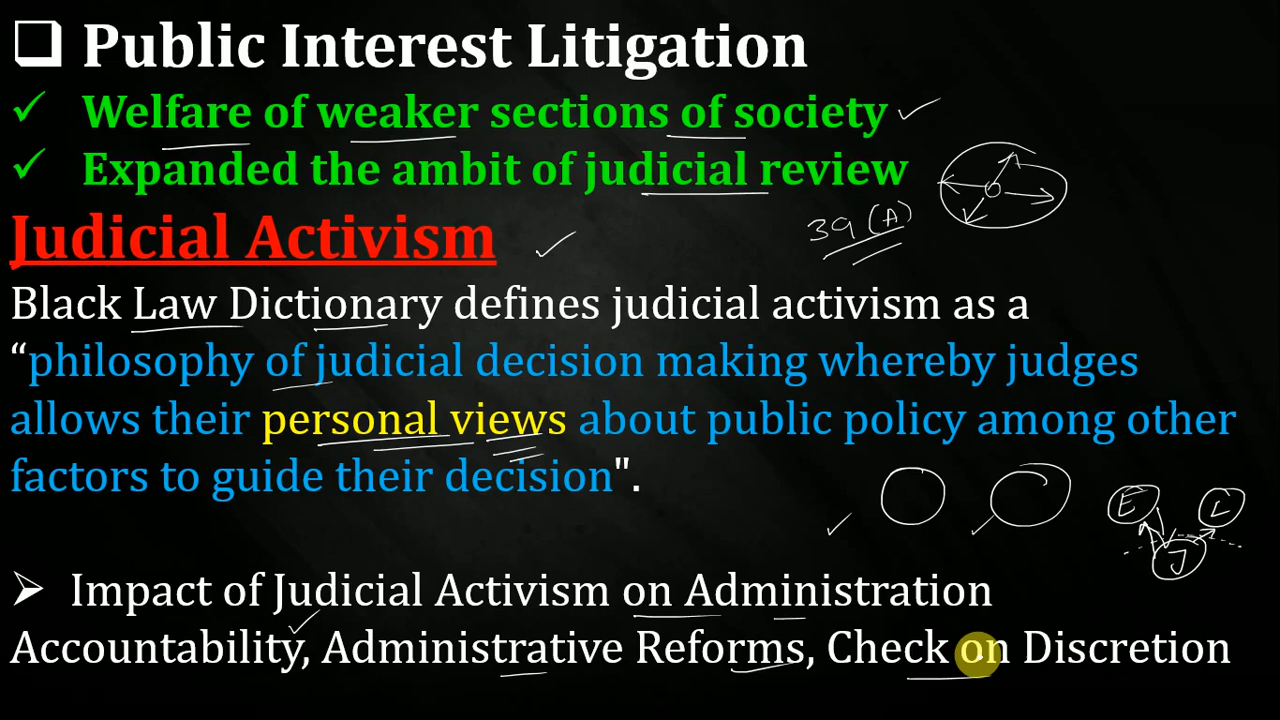 ❑ Public Interest Litigation
✓ Welfare of weaker sections of society
✓ Expanded the ambit of judicial review
39 (A)
Judicial Activism
Black Law Dictionary defines judicial activism as a
“philosophy of judicial decision making whereby judges
allows their personal views about public policy among other
factors to guide their decision".
E L
J
➢ Impact of Judicial Activism on Administration
Accountability, Administrative Reforms, Check on Discretion